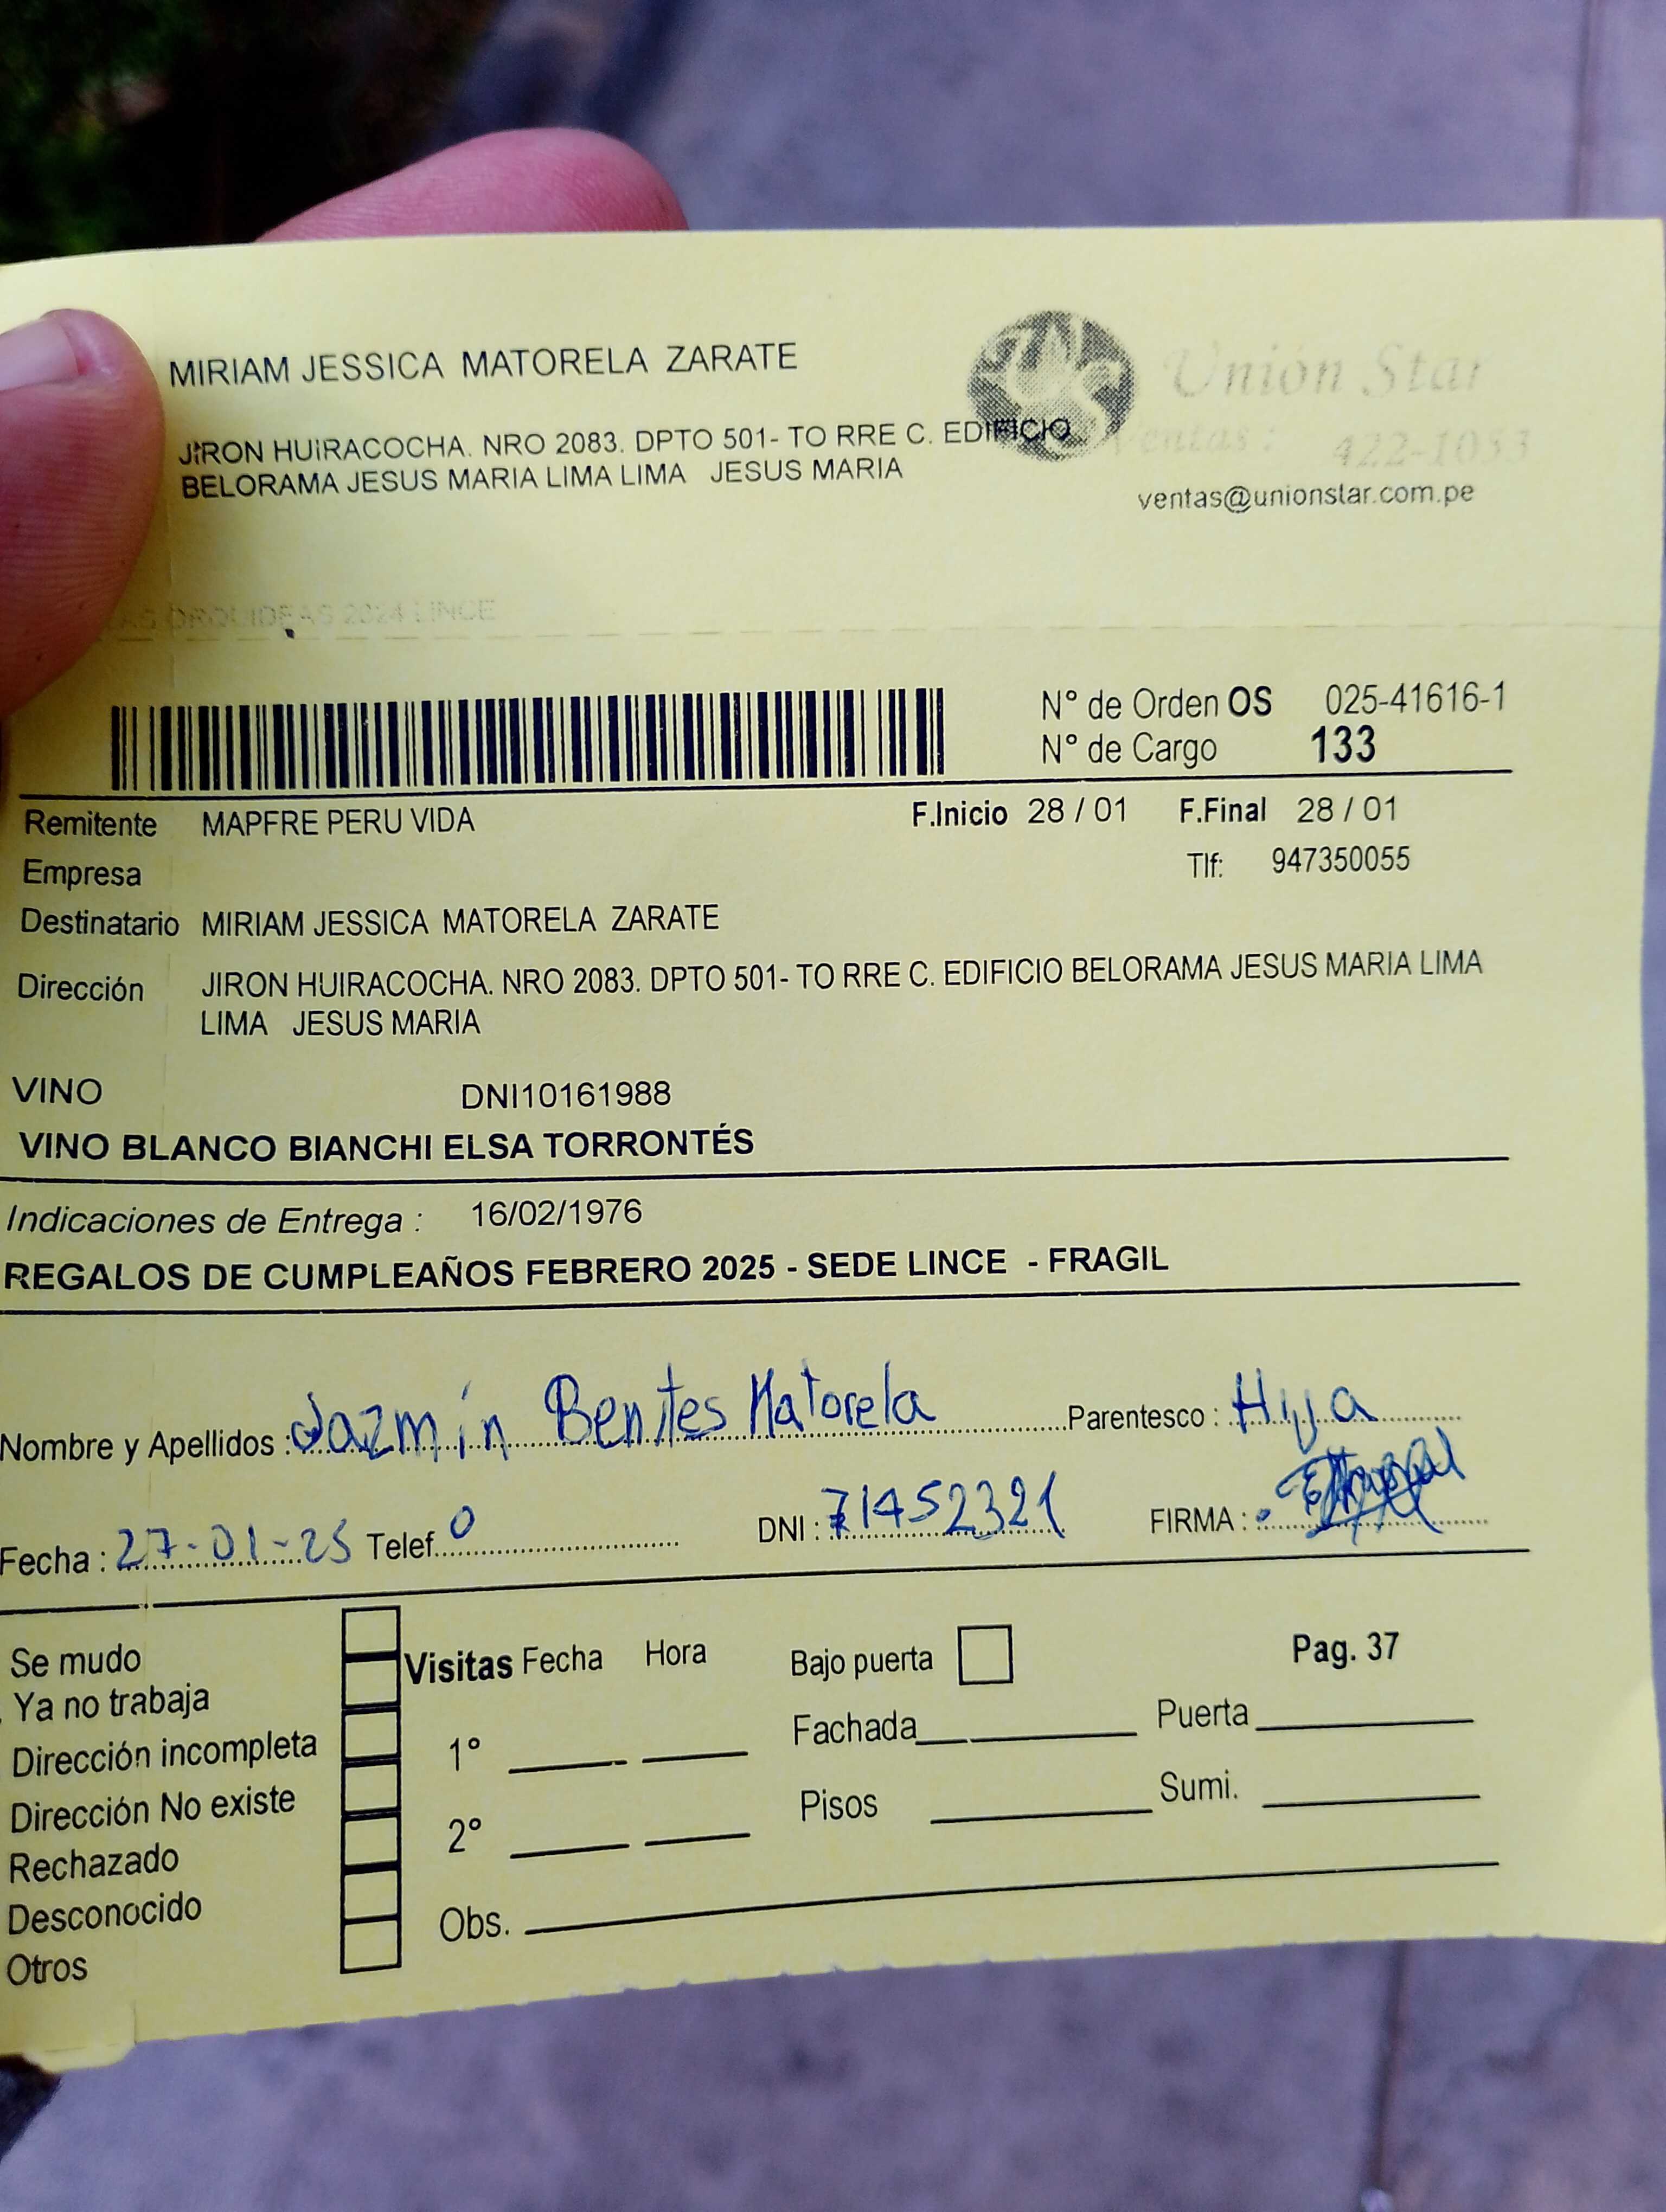 MIRIAM JESSICA MATORELA ZARATE
Unión Star
JIRON HUIRACOCHA. NRO 2083. DPTO 501- TO RRE C. EDIFICIO
BELORAMA JESUS MARIA LIMA LIMA JESUS MARIA
Ventas: 422-1033
ventas@unionstar.com.pe
ORQUIDEAS 2024 LINCE
N° de Orden OS 025-41616-1
N° de Cargo 133
Remitente MAPFRE PERU VIDA F.Inicio 28 / 01 F.Final 28 / 01
Empresa Tlf: 947350055
Destinatario MIRIAM JESSICA MATORELA ZARATE
Dirección JIRON HUIRACOCHA. NRO 2083. DPTO 501- TO RRE C. EDIFICIO BELORAMA JESUS MARIA LIMA
LIMA JESUS MARIA
VINO DNI10161988
VINO BLANCO BIANCHI ELSA TORRONTÉS
Indicaciones de Entrega : 16/02/1976
REGALOS DE CUMPLEAÑOS FEBRERO 2025 - SEDE LINCE - FRAGIL
Nombre y Apellidos : Jazmín Benites Matorela Parentesco : Hija
Fecha : 27-01-25 Telef. 0 DNI : 71452321 FIRMA :
Se mudo
Ya no trabaja
Dirección incompleta
Dirección No existe
Rechazado
Desconocido
Otros
Visitas Fecha Hora
1°
2°
Obs.
Bajo puerta Pag. 37
Fachada Puerta
Pisos Sumi.